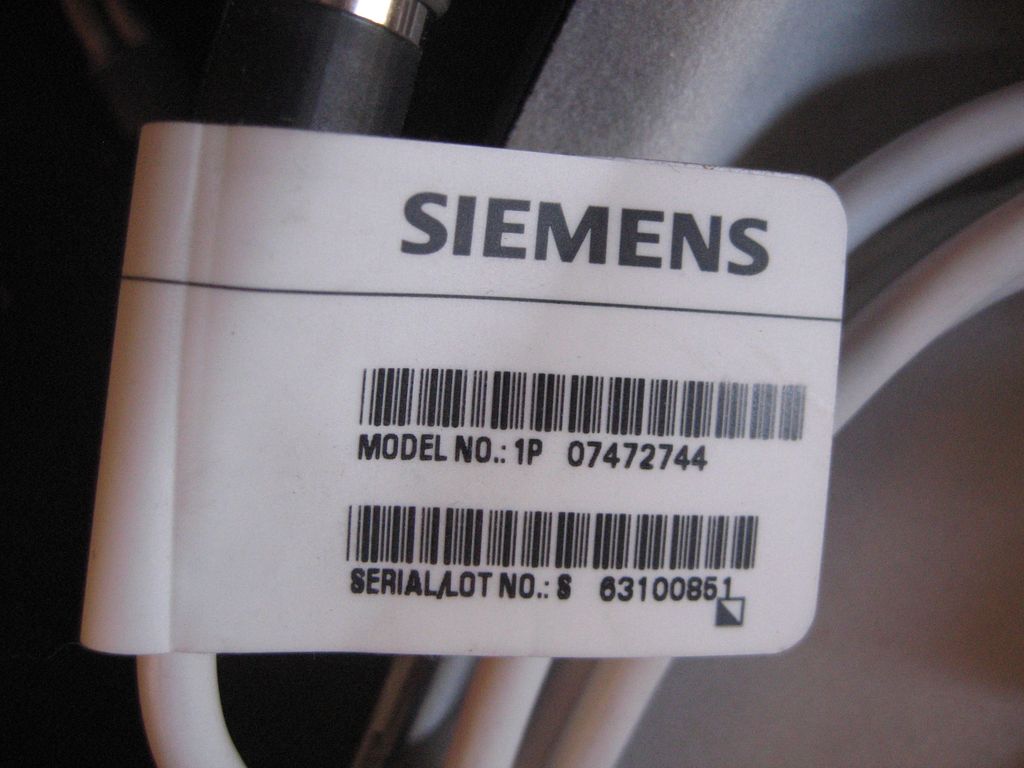 SIEMENS
MODEL NO.: 1P 07472744
SERIAL/LOT NO.: S 63100851